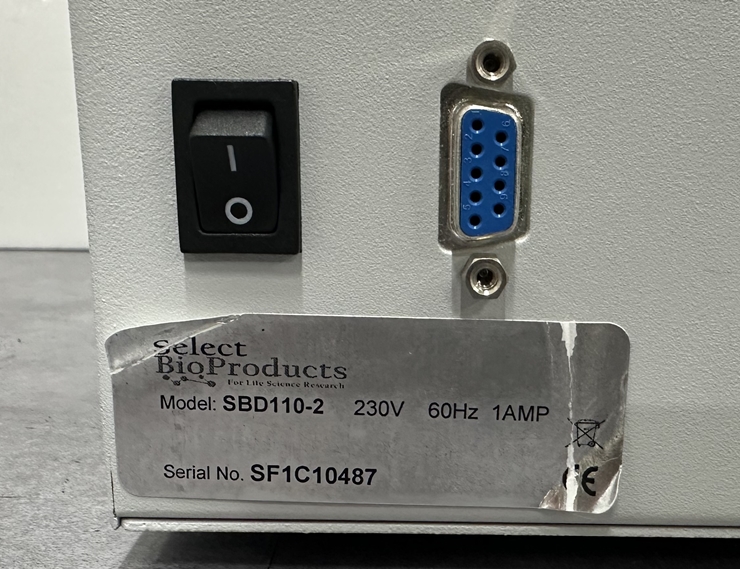 I
O
select
BioProducts
For Life Science Research
Model: SBD110-2 230V 60Hz 1AMP
Serial No. SF1C10487
CE